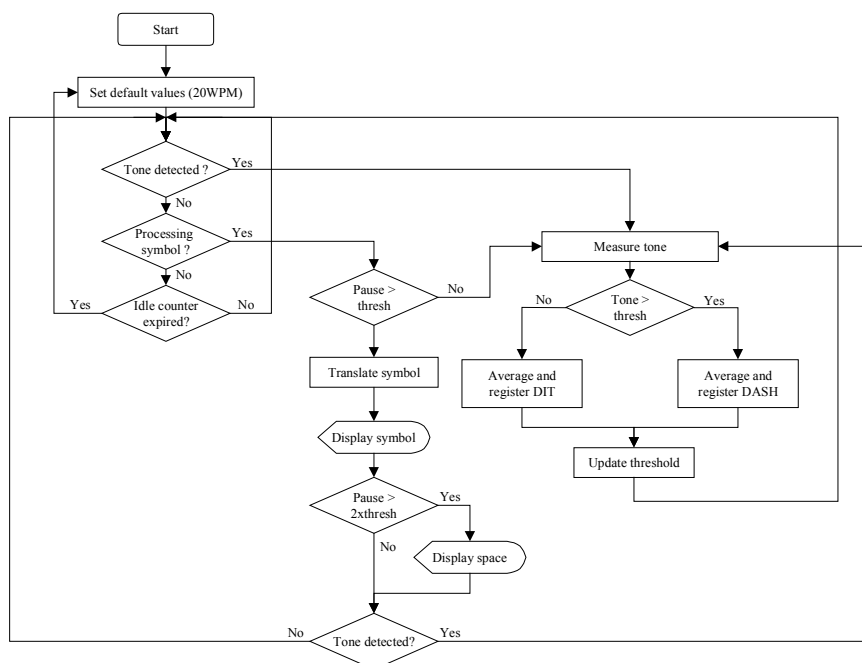 Start
Set default values (20WPM)
Tone detected ?
Yes
No
Processing
symbol ?
Yes
No
Idle counter
expired?
Yes
No
Pause >
thresh
No
Measure tone
Tone >
thresh
No
Yes
Translate symbol
Average and
register DIT
Average and
register DASH
Display symbol
Update threshold
Pause >
2xthresh
Yes
No
Display space
Tone detected?
No
Yes